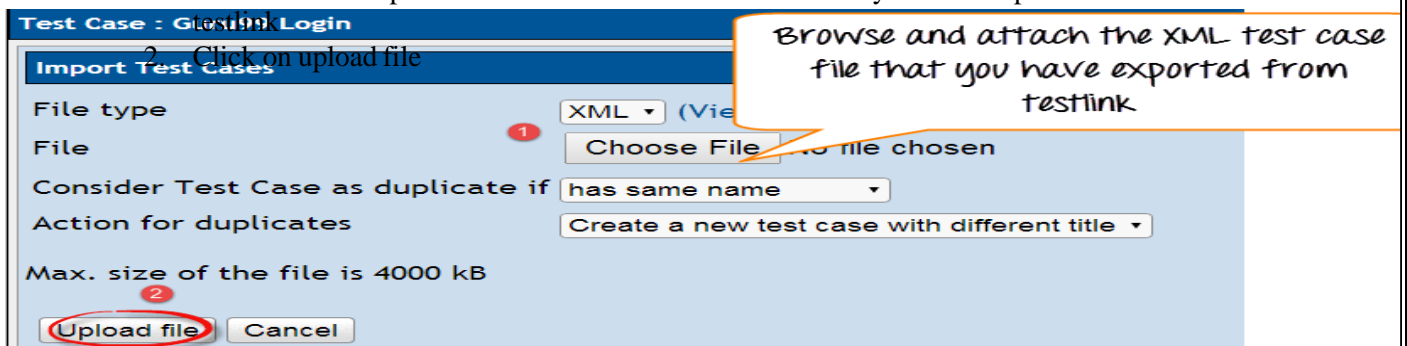 Test Case : Guru99 Login
testlink
2. Click on upload file
Import Test Cases
Browse and attach the XML test case
file that you have exported from
testlink
File type XML (Vie
1
File Choose File No file chosen
Consider Test Case as duplicate if has same name
Action for duplicates Create a new test case with different title
Max. size of the file is 4000 kB
2
Upload file Cancel